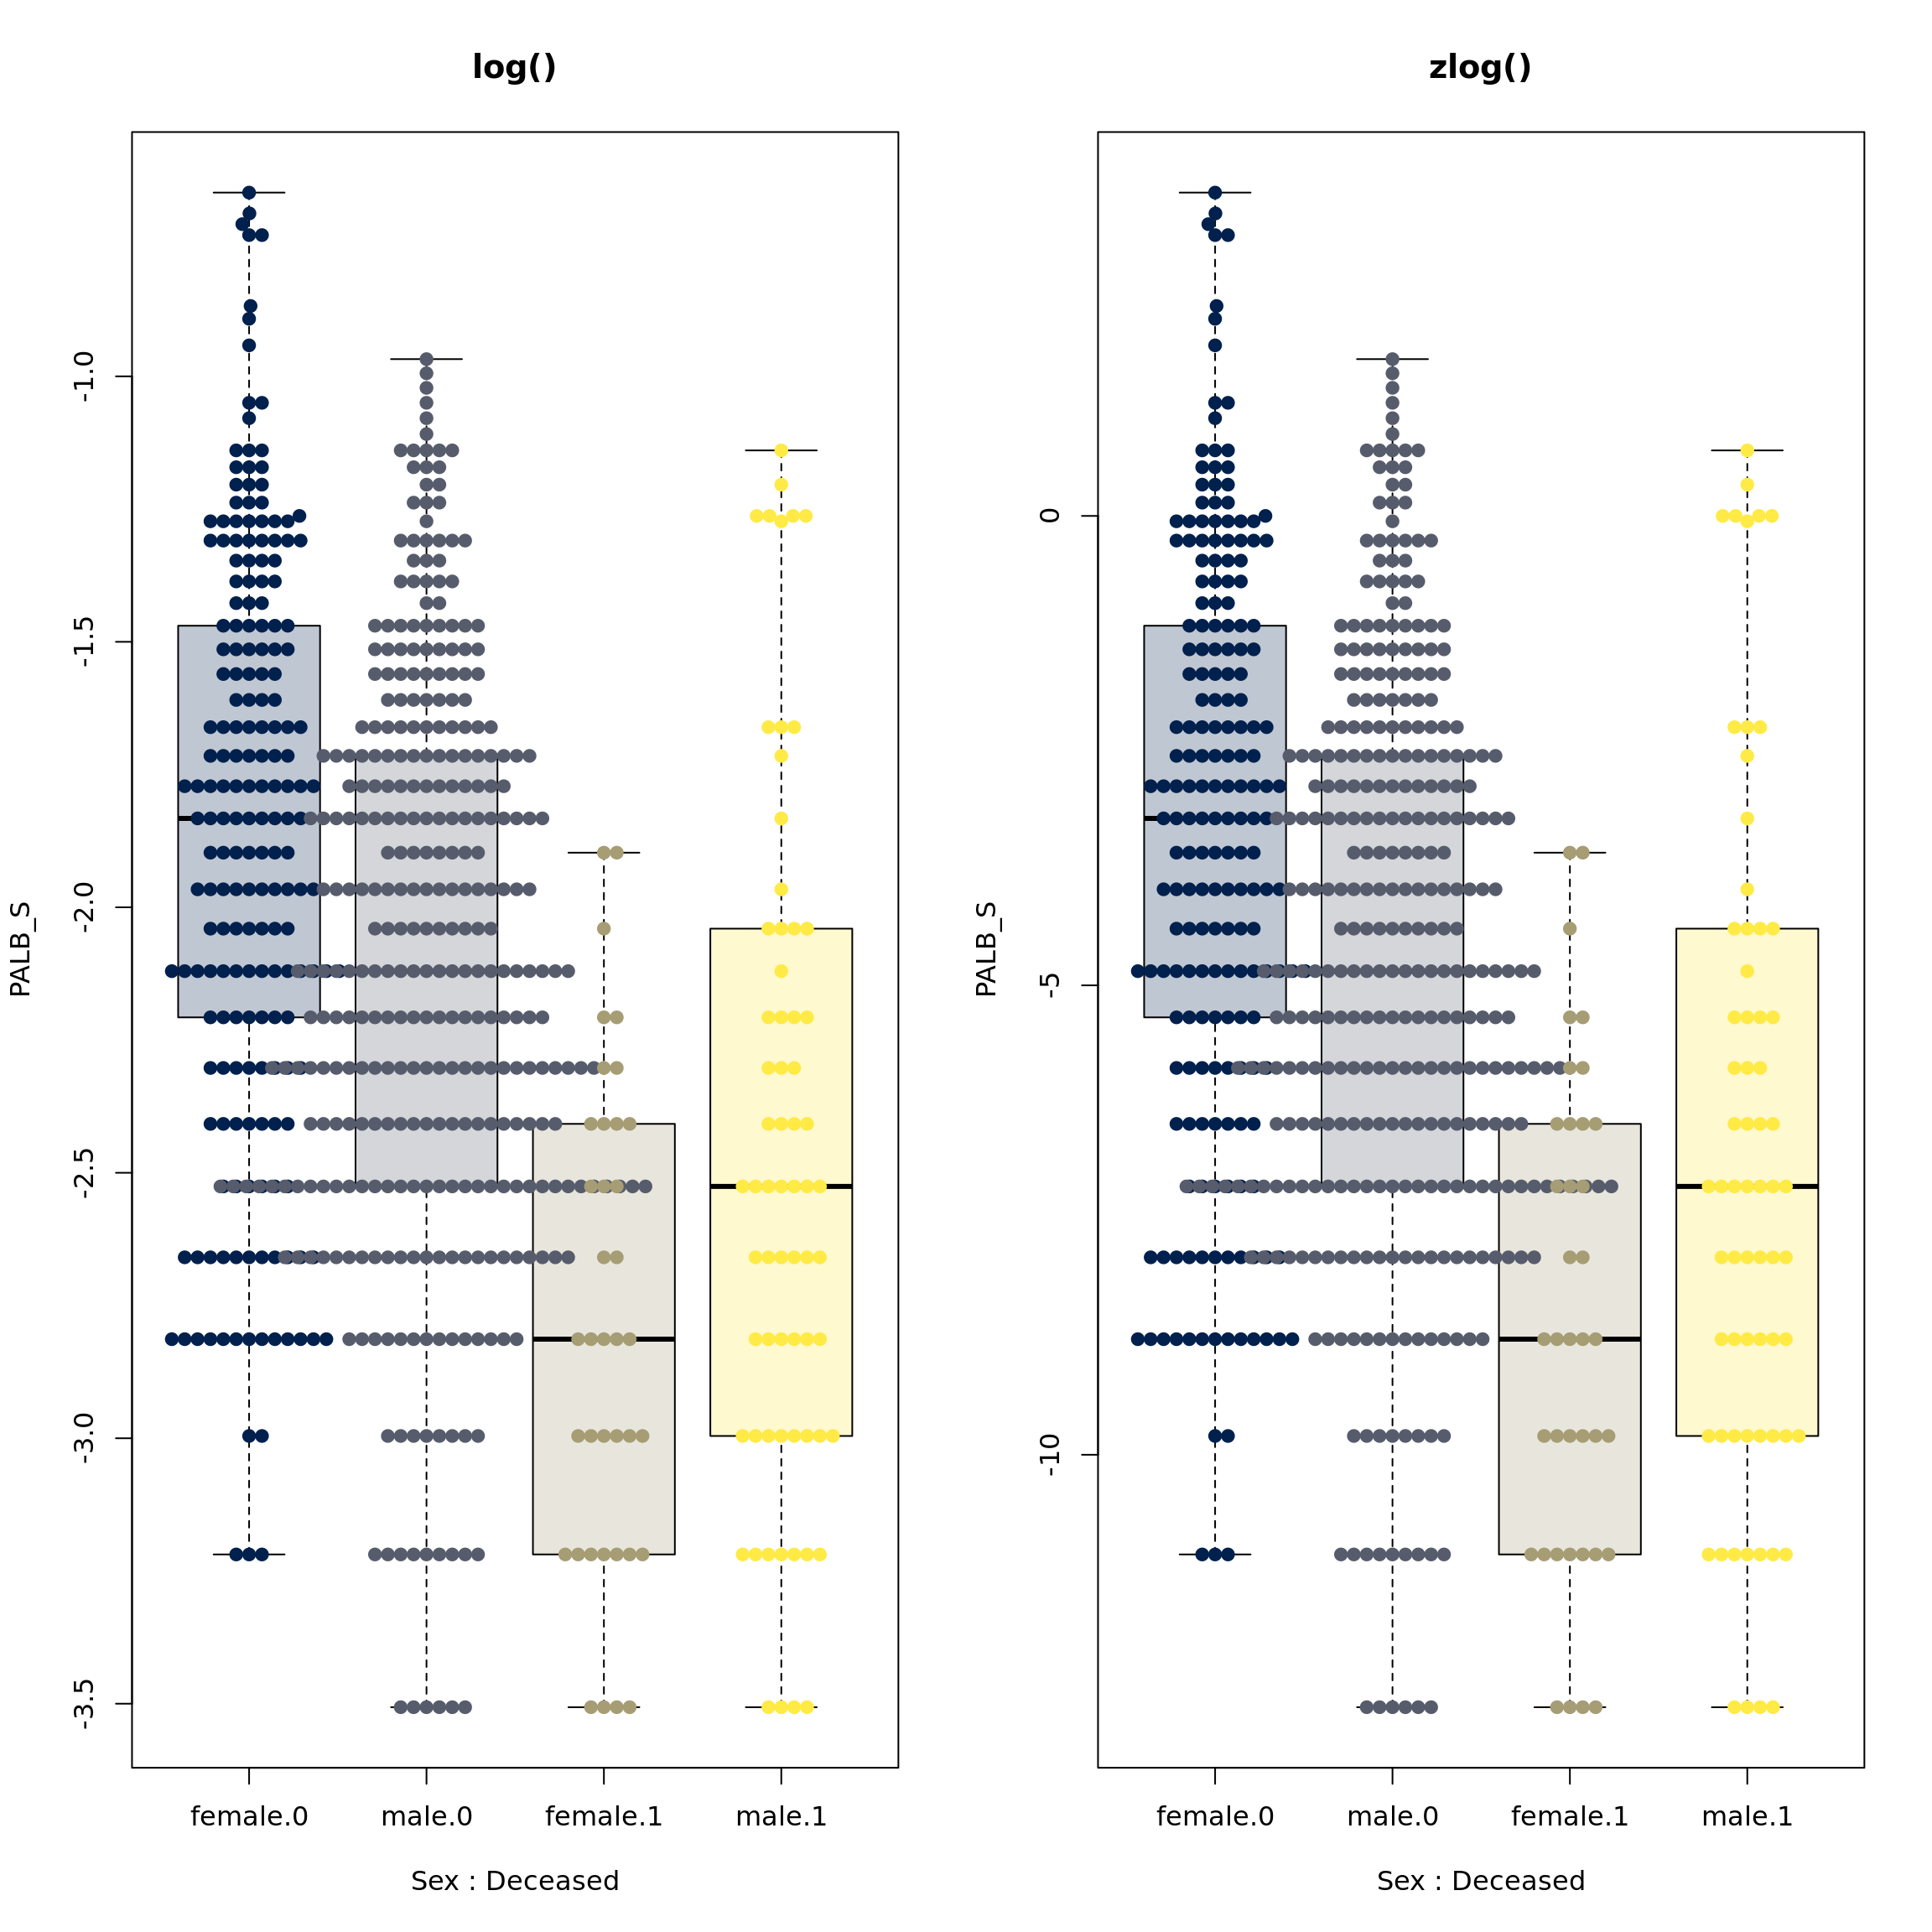 log()
PALB_S
-1.0
-1.5
-2.0
-2.5
-3.0
-3.5
female.0 male.0 female.1 male.1
Sex : Deceased
zlog()
PALB_S
0
-5
-10
female.0 male.0 female.1 male.1
Sex : Deceased